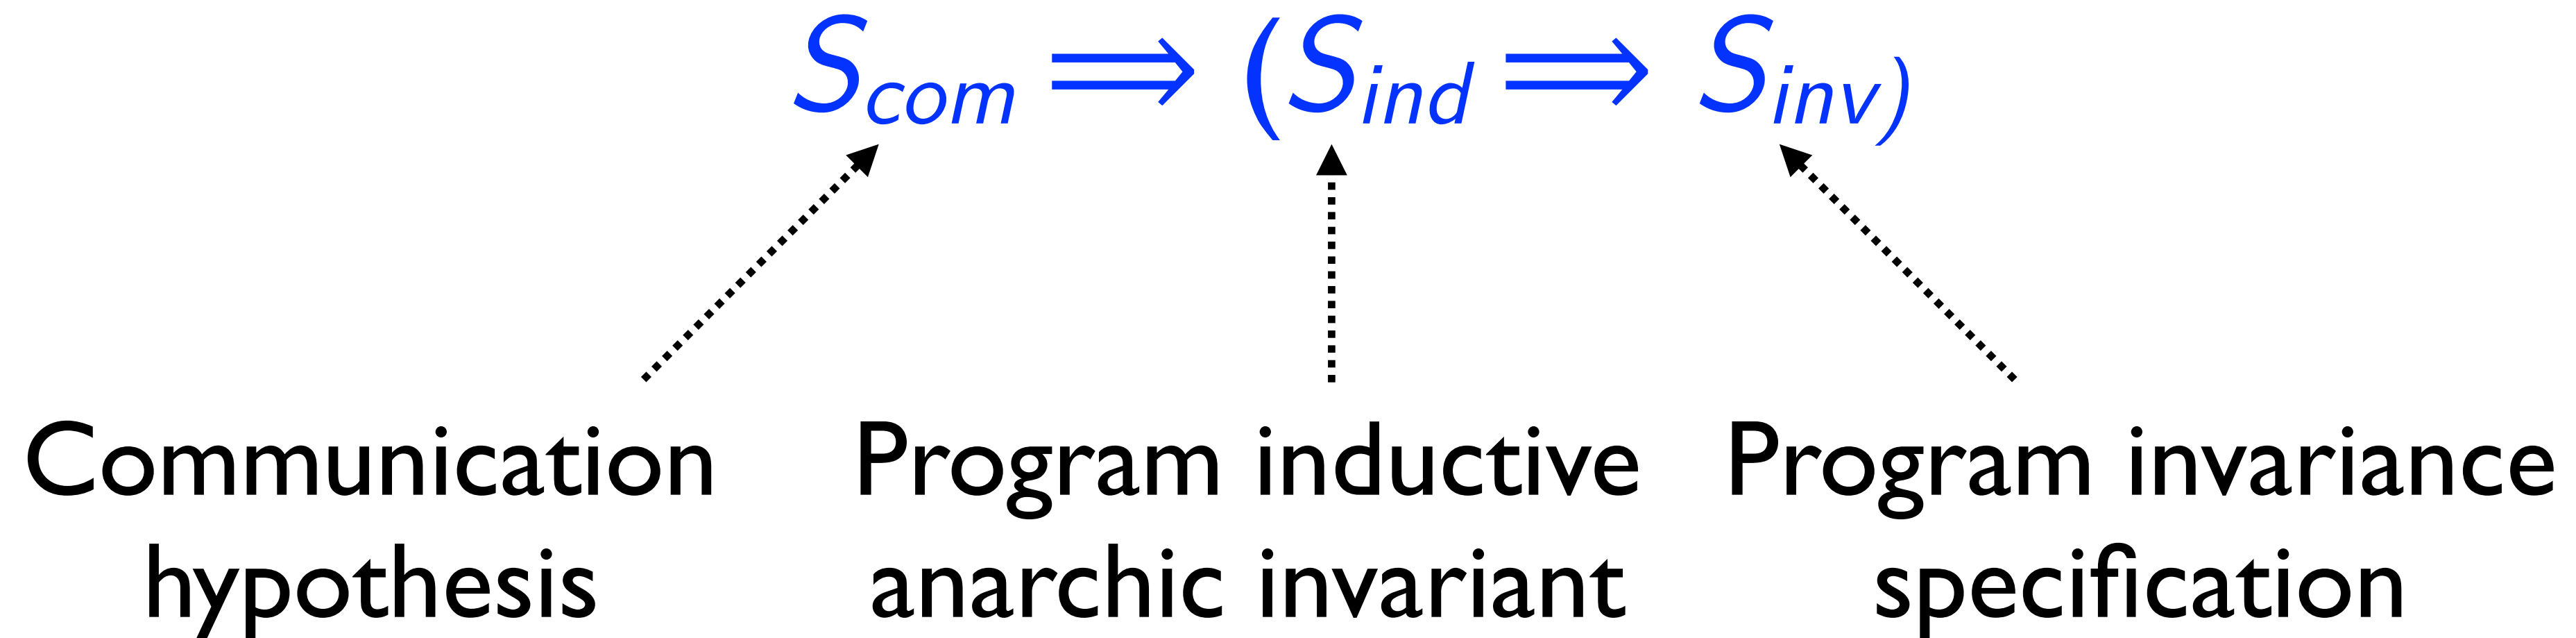 S_com ⟹ (S_ind ⟹ S_inv)
Communication Program inductive Program invariance
hypothesis anarchic invariant specification